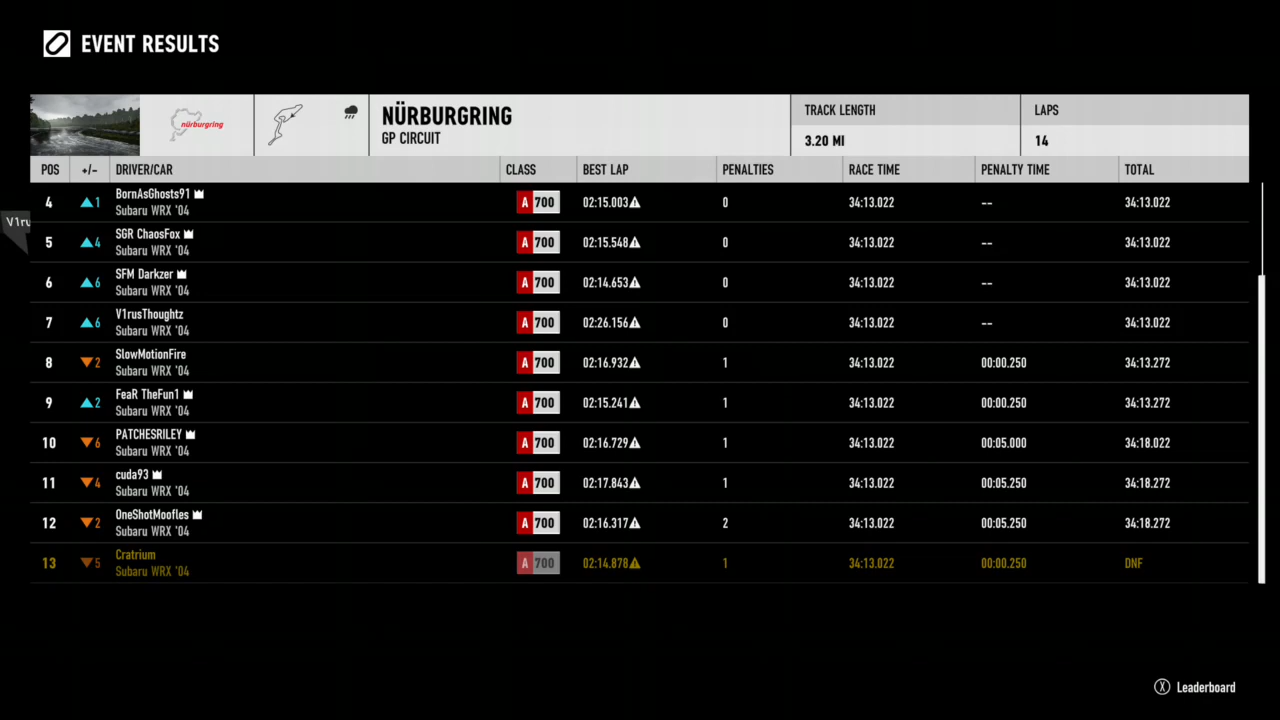 EVENT RESULTS
nürburgring
NÜRBURGRING
GP CIRCUIT
TRACK LENGTH
3.20 MI
LAPS
14
POS +/- DRIVER/CAR CLASS BEST LAP PENALTIES RACE TIME PENALTY TIME TOTAL
V1ru
4 1 BornAsGhosts91 A 700 02:15.003 0 34:13.022 -- 34:13.022
Subaru WRX '04
5 4 SGR ChaosFox A 700 02:15.548 0 34:13.022 -- 34:13.022
Subaru WRX '04
6 6 SFM Darkzer A 700 02:14.653 0 34:13.022 -- 34:13.022
Subaru WRX '04
7 6 V1rusThoughtz A 700 02:26.156 0 34:13.022 -- 34:13.022
Subaru WRX '04
8 2 SlowMotionFire A 700 02:16.932 1 34:13.022 00:00.250 34:13.272
Subaru WRX '04
9 2 FeaR TheFun1 A 700 02:15.241 1 34:13.022 00:00.250 34:13.272
Subaru WRX '04
10 6 PATCHESRILEY A 700 02:16.729 1 34:13.022 00:05.000 34:18.022
Subaru WRX '04
11 4 cuda93 A 700 02:17.843 1 34:13.022 00:05.250 34:18.272
Subaru WRX '04
12 2 OneShotMoofles A 700 02:16.317 2 34:13.022 00:05.250 34:18.272
Subaru WRX '04
13 5 Cratrium A 700 02:14.878 1 34:13.022 00:00.250 DNF
Subaru WRX '04
X Leaderboard